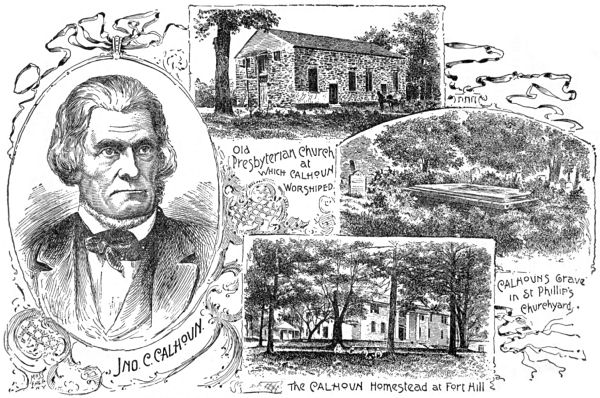 Old
Presbyterian Church
at
which Calhoun
Worshiped.
Calhouns Grave
in St Phillip's
Churchyard.
Jno. C. Calhoun.
The Calhoun Homestead at Fort Hill